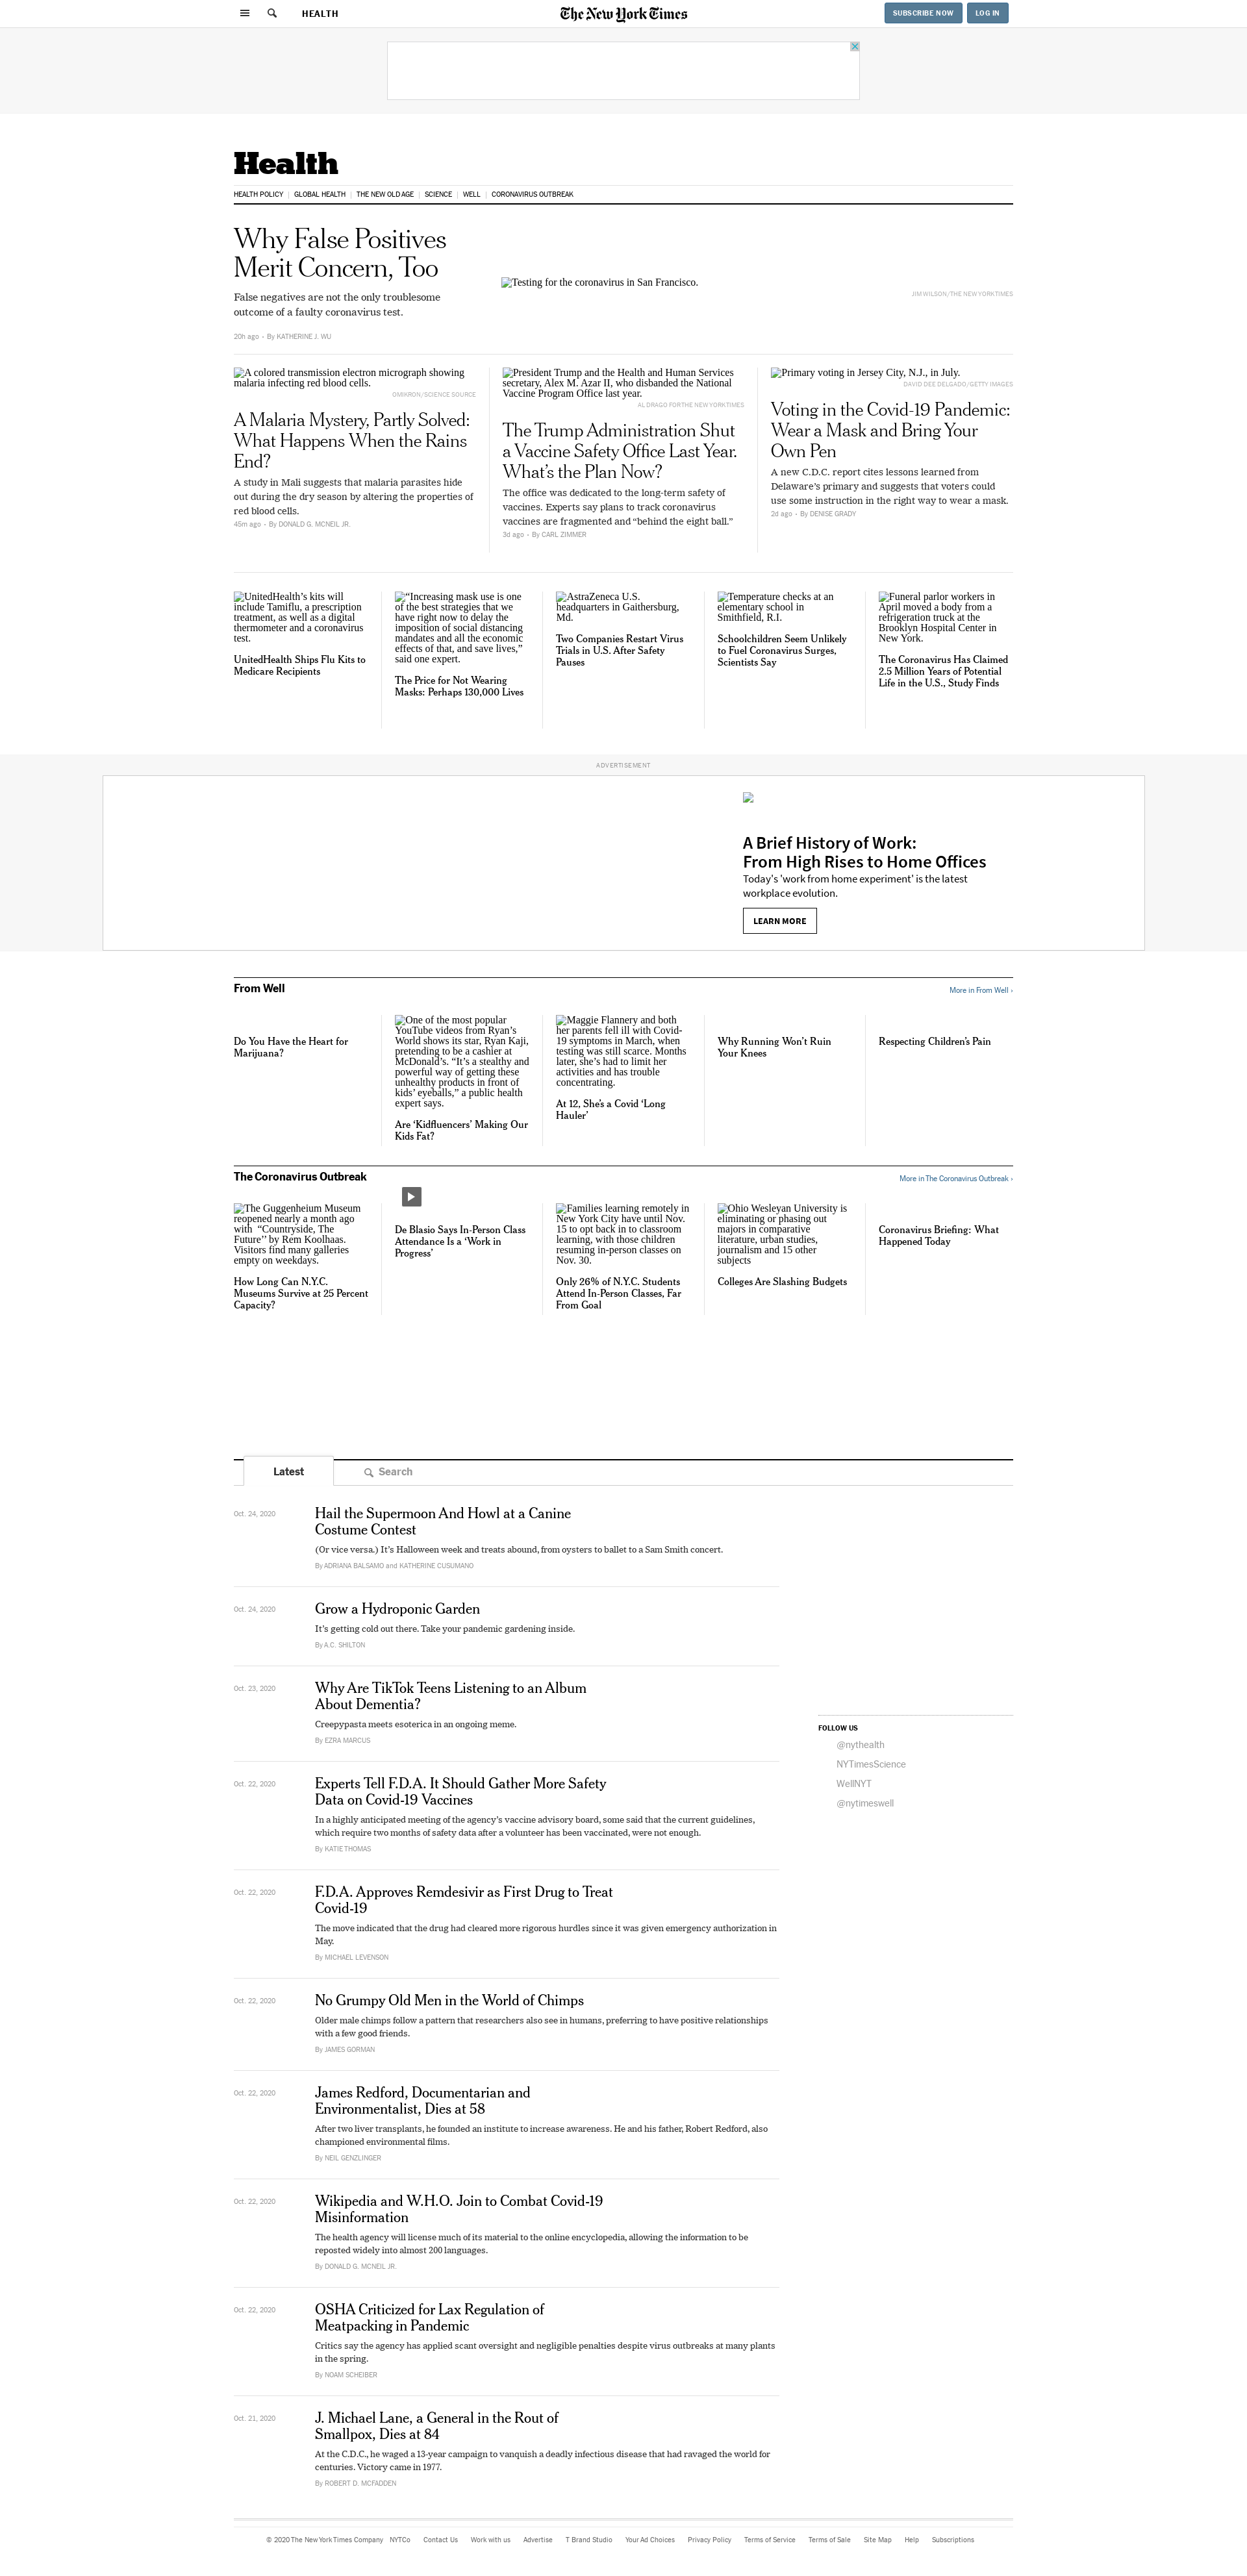 HEALTH
The New York Times
SUBSCRIBE NOW
LOG IN
Health
HEALTH POLICY
GLOBAL HEALTH
THE NEW OLD AGE
SCIENCE
WELL
CORONAVIRUS OUTBREAK
Why False Positives
Merit Concern, Too
False negatives are not the only troublesome
outcome of a faulty coronavirus test.
20h ago • By KATHERINE J. WU
Testing for the coronavirus in San Francisco.
JIM WILSON/THE NEW YORK TIMES
A colored transmission electron micrograph showing
malaria infecting red blood cells.
OMIKRON/SCIENCE SOURCE
A Malaria Mystery, Partly Solved:
What Happens When the Rains
End?
A study in Mali suggests that malaria parasites hide
out during the dry season by altering the properties of
red blood cells.
45m ago • By DONALD G. MCNEIL JR.
President Trump and the Health and Human Services
secretary, Alex M. Azar II, who disbanded the National
Vaccine Program Office last year.
AL DRAGO FOR THE NEW YORK TIMES
The Trump Administration Shut
a Vaccine Safety Office Last Year.
What's the Plan Now?
The office was dedicated to the long-term safety of
vaccines. Experts say plans to track coronavirus
vaccines are fragmented and “behind the eight ball.”
3d ago • By CARL ZIMMER
Primary voting in Jersey City, N.J., in July.
DAVID DEE DELGADO/GETTY IMAGES
Voting in the Covid-19 Pandemic:
Wear a Mask and Bring Your
Own Pen
A new C.D.C. report cites lessons learned from
Delaware's primary and suggests that voters could
use some instruction in the right way to wear a mask.
2d ago • By DENISE GRADY
UnitedHealth's kits will
include Tamiflu, a prescription
treatment, as well as a digital
thermometer and a coronavirus
test.
UnitedHealth Ships Flu Kits to
Medicare Recipients
“Increasing mask use is one
of the best strategies that we
have right now to delay the
imposition of social distancing
mandates and all the economic
effects of that, and save lives,”
said one expert.
The Price for Not Wearing
Masks: Perhaps 130,000 Lives
AstraZeneca U.S.
headquarters in Gaithersburg,
Md.
Two Companies Restart Virus
Trials in U.S. After Safety
Pauses
Temperature checks at an
elementary school in
Smithfield, R.I.
Schoolchildren Seem Unlikely
to Fuel Coronavirus Surges,
Scientists Say
Funeral parlor workers in
April moved a body from a
refrigeration truck at the
Brooklyn Hospital Center in
New York.
The Coronavirus Has Claimed
2.5 Million Years of Potential
Life in the U.S., Study Finds
ADVERTISEMENT
A Brief History of Work:
From High Rises to Home Offices
Today's 'work from home experiment' is the latest
workplace evolution.
LEARN MORE
From Well
More in From Well ›
Do You Have the Heart for
Marijuana?
One of the most popular
YouTube videos from Ryan's
World shows its star, Ryan Kaji,
pretending to be a cashier at
McDonald's. “It's a stealthy and
powerful way of getting these
unhealthy products in front of
kids' eyeballs,” a public health
expert says.
Are ‘Kidfluencers’ Making Our
Kids Fat?
Maggie Flannery and both
her parents fell ill with Covid-
19 symptoms in March, when
testing was still scarce. Months
later, she's had to limit her
activities and has trouble
concentrating.
At 12, She's a Covid ‘Long
Hauler’
Why Running Won't Ruin
Your Knees
Respecting Children's Pain
The Coronavirus Outbreak
More in The Coronavirus Outbreak ›
The Guggenheim Museum
reopened nearly a month ago
with “Countryside, The
Future’’ by Rem Koolhaas.
Visitors find many galleries
empty on weekdays.
How Long Can N.Y.C.
Museums Survive at 25 Percent
Capacity?
De Blasio Says In-Person Class
Attendance Is a ‘Work in
Progress’
Families learning remotely in
New York City have until Nov.
15 to opt back in to classroom
learning, with those children
resuming in-person classes on
Nov. 30.
Only 26% of N.Y.C. Students
Attend In-Person Classes, Far
From Goal
Ohio Wesleyan University is
eliminating or phasing out
majors in comparative
literature, urban studies,
journalism and 15 other
subjects
Colleges Are Slashing Budgets
Coronavirus Briefing: What
Happened Today
Latest
Search
Oct. 24, 2020
Hail the Supermoon And Howl at a Canine
Costume Contest
(Or vice versa.) It's Halloween week and treats abound, from oysters to ballet to a Sam Smith concert.
By ADRIANA BALSAMO and KATHERINE CUSUMANO
Oct. 24, 2020
Grow a Hydroponic Garden
It's getting cold out there. Take your pandemic gardening inside.
By A.C. SHILTON
Oct. 23, 2020
Why Are TikTok Teens Listening to an Album
About Dementia?
Creepypasta meets esoterica in an ongoing meme.
By EZRA MARCUS
FOLLOW US
@nythealth
NYTimesScience
WellNYT
@nytimeswell
Oct. 22, 2020
Experts Tell F.D.A. It Should Gather More Safety
Data on Covid-19 Vaccines
In a highly anticipated meeting of the agency's vaccine advisory board, some said that the current guidelines,
which require two months of safety data after a volunteer has been vaccinated, were not enough.
By KATIE THOMAS
Oct. 22, 2020
F.D.A. Approves Remdesivir as First Drug to Treat
Covid-19
The move indicated that the drug had cleared more rigorous hurdles since it was given emergency authorization in
May.
By MICHAEL LEVENSON
Oct. 22, 2020
No Grumpy Old Men in the World of Chimps
Older male chimps follow a pattern that researchers also see in humans, preferring to have positive relationships
with a few good friends.
By JAMES GORMAN
Oct. 22, 2020
James Redford, Documentarian and
Environmentalist, Dies at 58
After two liver transplants, he founded an institute to increase awareness. He and his father, Robert Redford, also
championed environmental films.
By NEIL GENZLINGER
Oct. 22, 2020
Wikipedia and W.H.O. Join to Combat Covid-19
Misinformation
The health agency will license much of its material to the online encyclopedia, allowing the information to be
reposted widely into almost 200 languages.
By DONALD G. MCNEIL JR.
Oct. 22, 2020
OSHA Criticized for Lax Regulation of
Meatpacking in Pandemic
Critics say the agency has applied scant oversight and negligible penalties despite virus outbreaks at many plants
in the spring.
By NOAM SCHEIBER
Oct. 21, 2020
J. Michael Lane, a General in the Rout of
Smallpox, Dies at 84
At the C.D.C., he waged a 13-year campaign to vanquish a deadly infectious disease that had ravaged the world for
centuries. Victory came in 1977.
By ROBERT D. MCFADDEN
© 2020 The New York Times Company NYTCo Contact Us Work with us Advertise T Brand Studio Your Ad Choices Privacy Policy Terms of Service Terms of Sale Site Map Help Subscriptions